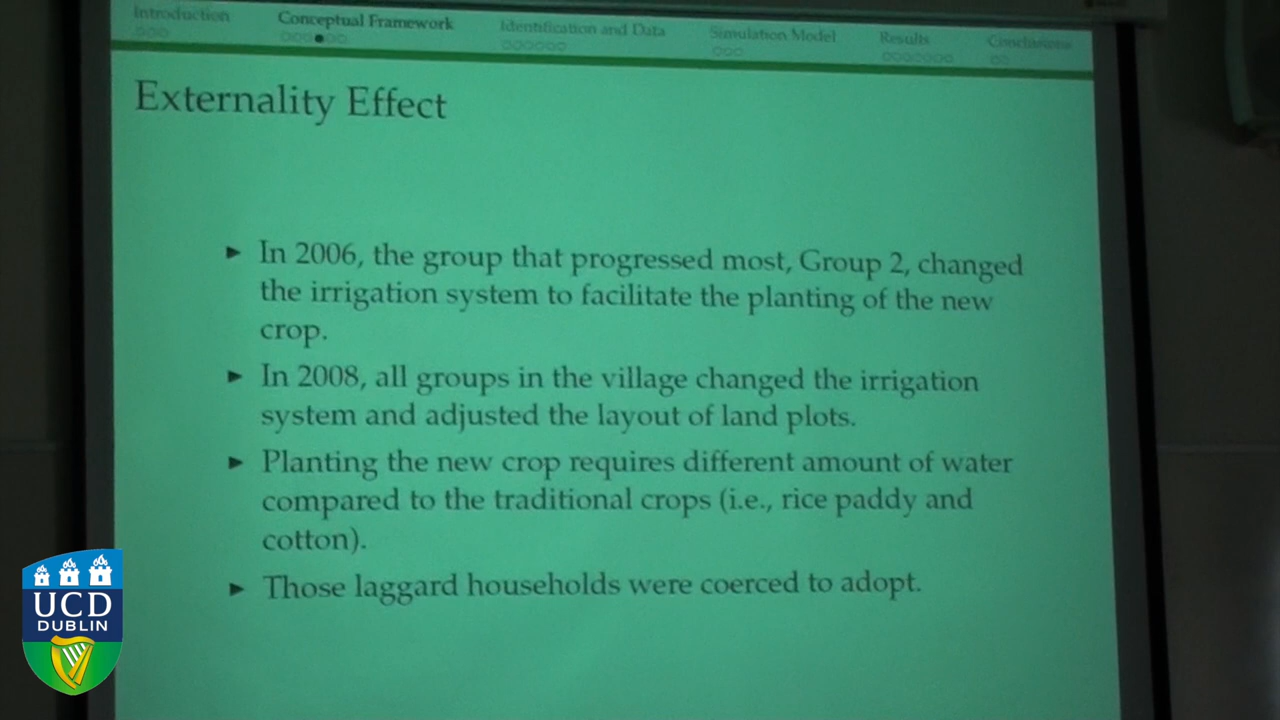 Introduction Conceptual Framework Identification and Data Simulation Model Results Conclusions
Externality Effect
In 2006, the group that progressed most, Group 2, changed
the irrigation system to facilitate the planting of the new
crop.
In 2008, all groups in the village changed the irrigation
system and adjusted the layout of land plots.
Planting the new crop requires different amount of water
compared to the traditional crops (i.e., rice paddy and
cotton).
Those laggard households were coerced to adopt.
UCD
DUBLIN